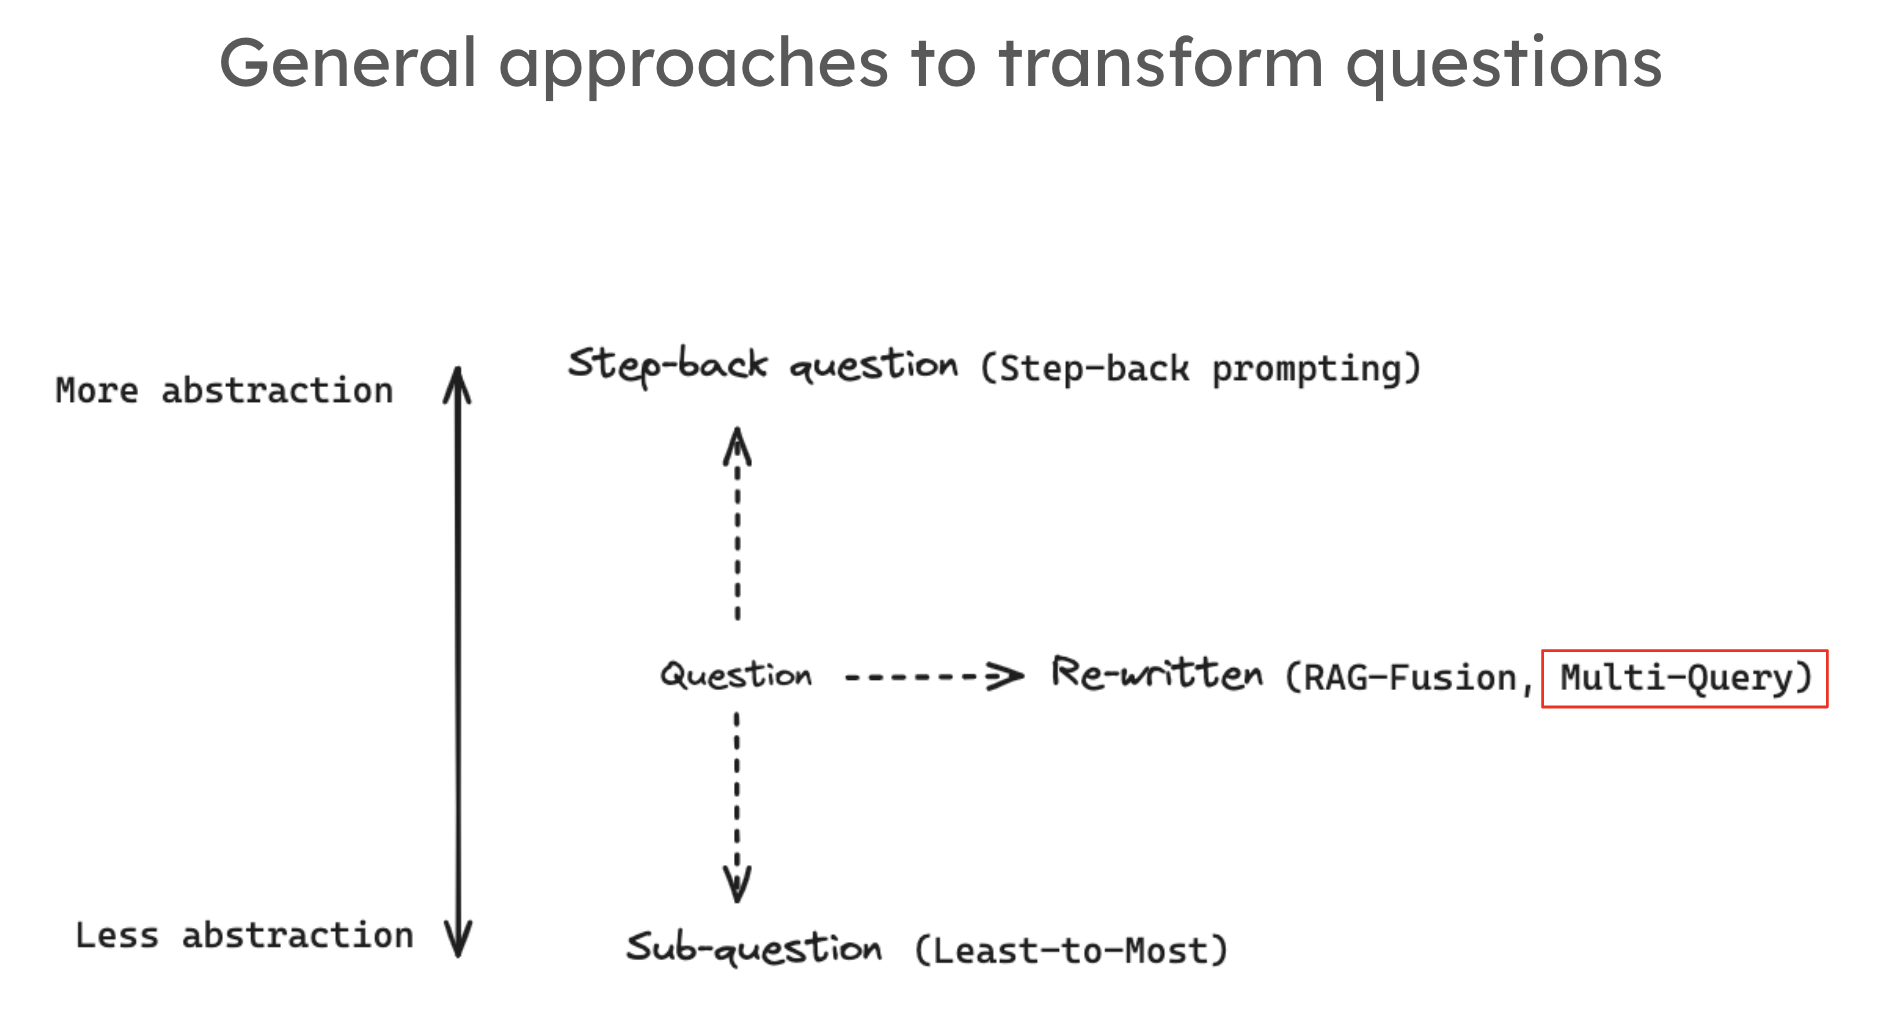 General approaches to transform questions
More abstraction
Step-back question (Step-back prompting)
Question
Re-written (RAG-Fusion, Multi-Query)
Less abstraction
Sub-question (Least-to-Most)